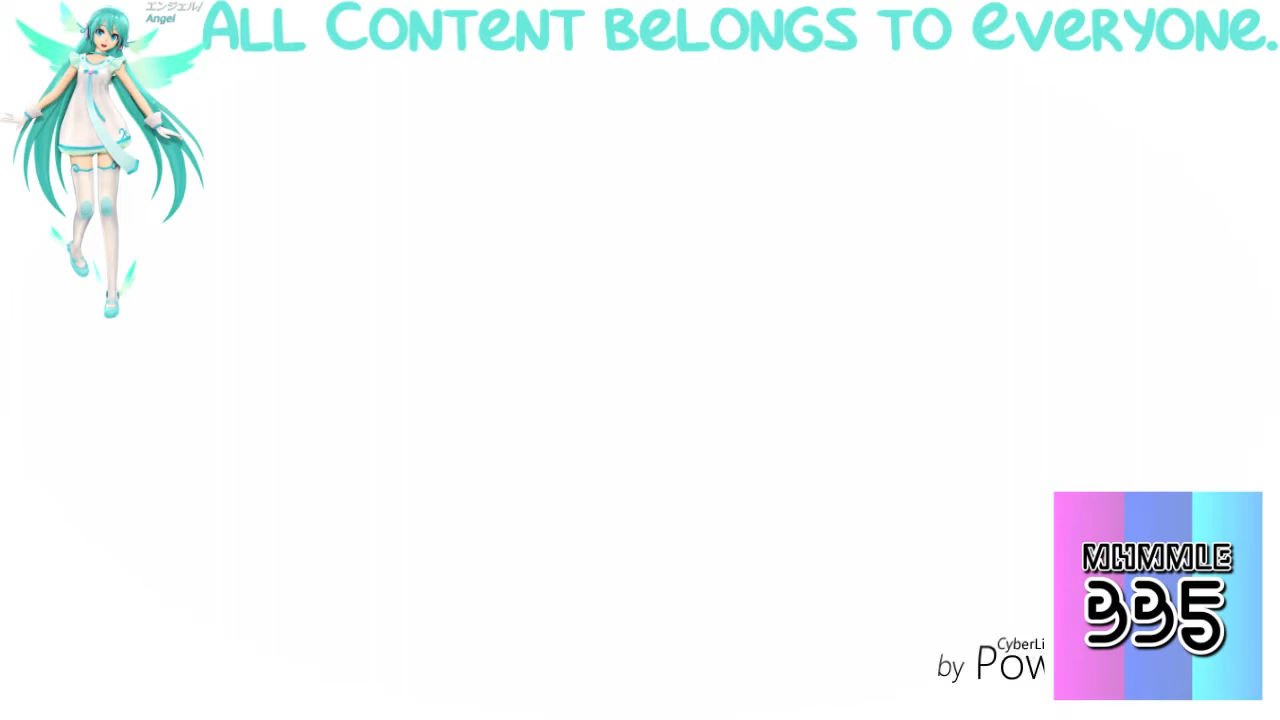 エンジェル/
Angel
All Content belongs to everyone.
MHMMLE
335
CyberLi
by Pow